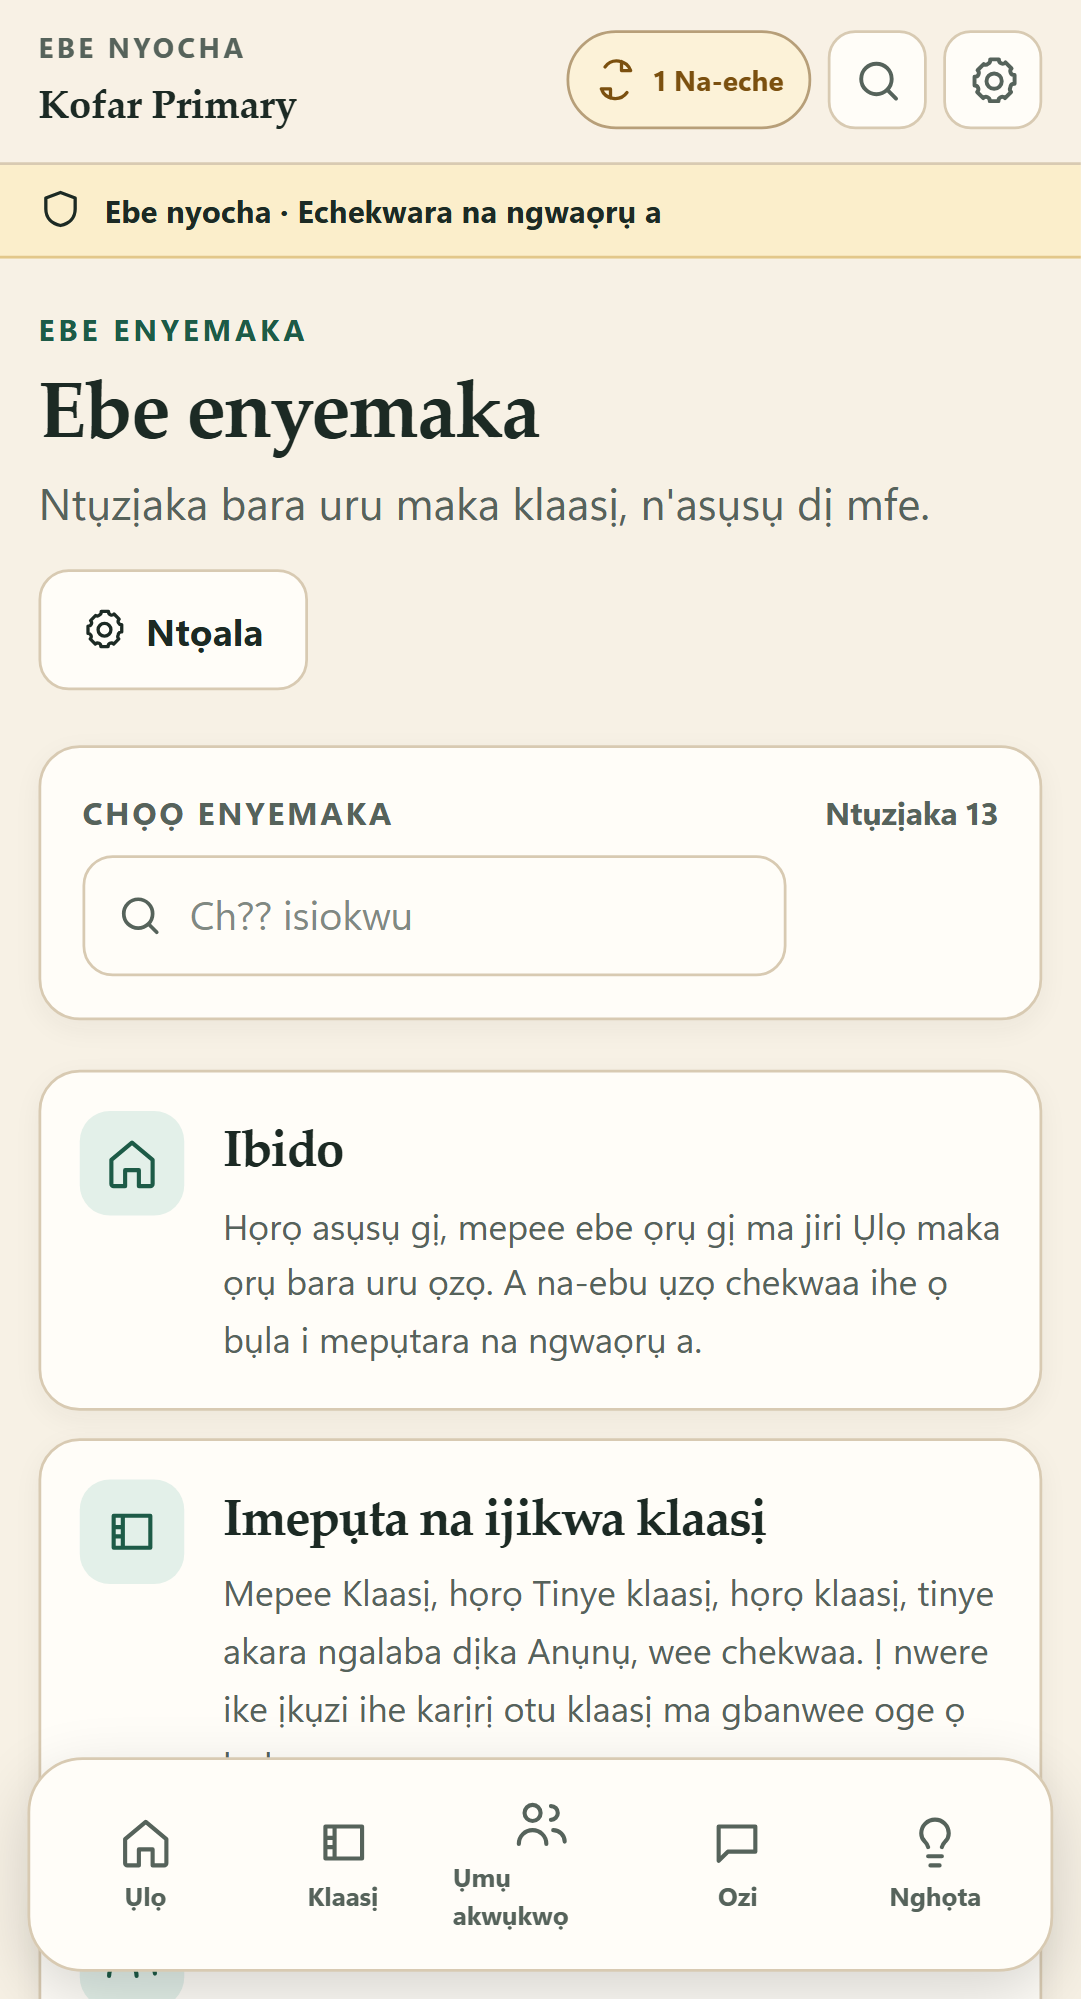 EBE NYOCHA
Kofar Primary
1 Na-eche
Ebe nyocha · Echekwara na ngwaọrụ a
EBE ENYEMAKA
Ebe enyemaka
Ntụzịaka bara uru maka klaasị, n'asụsụ dị mfe.
Ntọala
CHỌỌ ENYEMAKA
Ntụzịaka 13
Ch?? isiokwu
Ibido
Họrọ asụsụ gị, mepee ebe ọrụ gị ma jiri Ụlọ maka
ọrụ bara uru ọzọ. A na-ebu ụzọ chekwaa ihe ọ
bụla i mepụtara na ngwaọrụ a.
Imepụta na ijikwa klaasị
Mepee Klaasị, họrọ Tinye klaasị, họrọ klaasị, tinye
akara ngalaba dịka Anụnụ, wee chekwaa. Ị nwere
ike ịkụzi ihe karịrị otu klaasị ma gbanwee oge ọ
Ụlọ
Klaasị
Ụmụ
akwụkwọ
Ozi
Nghọta